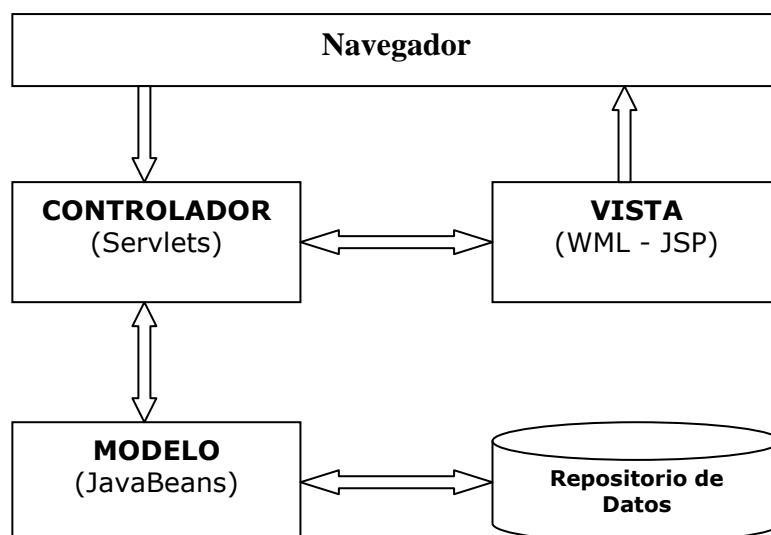 Navegador
CONTROLADOR
(Servlets)
VISTA
(WML - JSP)
MODELO
(JavaBeans)
Repositorio de
Datos